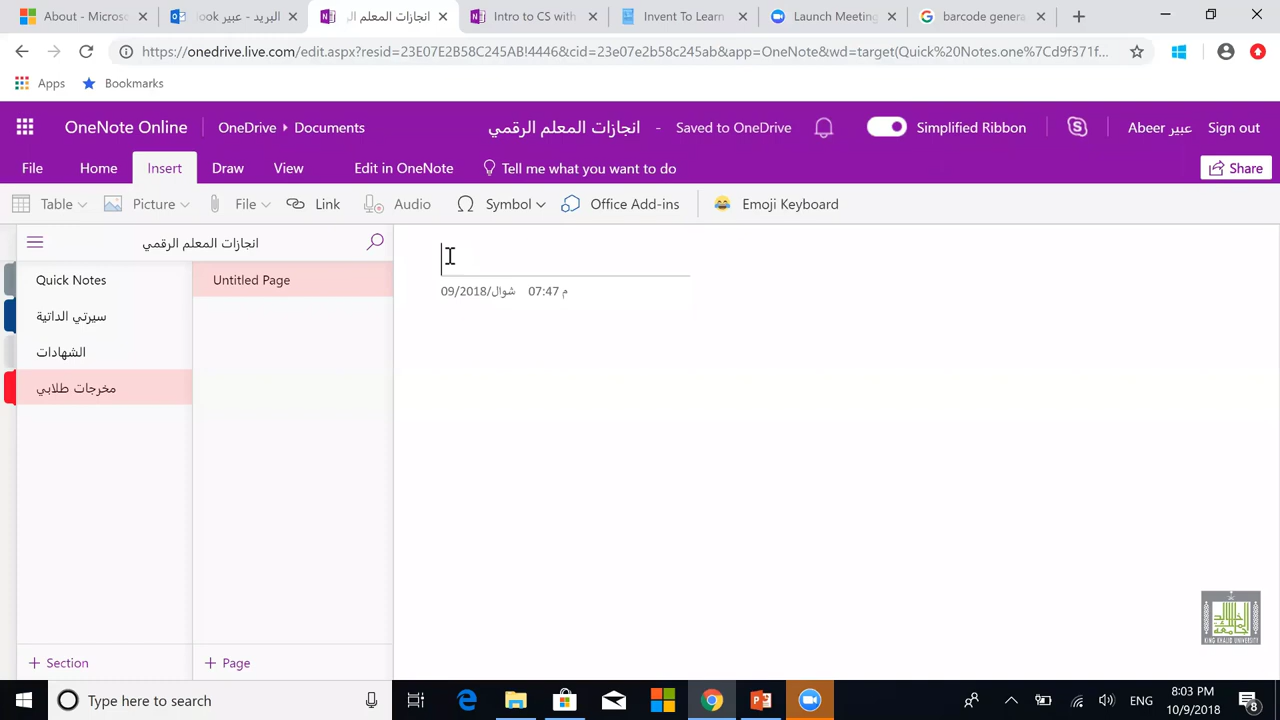 About - Microso
البريد - عبير ook
انجازات المعلم ال
Intro to CS with
Invent To Learn
Launch Meeting
barcode genera
https://onedrive.live.com/edit.aspx?resid=23E07E2B58C245AB!4446&cid=23e07e2b58c245ab&app=OneNote&wd=target(Quick%20Notes.one%7Cd9f371f...
Apps
Bookmarks
OneNote Online
OneDrive ▸ Documents
انجازات المعلم الرقمي - Saved to OneDrive
Simplified Ribbon
Abeer عبير
Sign out
File Home Insert Draw View Edit in OneNote Tell me what you want to do
Share
Table Picture File Link Audio Symbol Office Add-ins Emoji Keyboard
انجازات المعلم الرقمي
Quick Notes
Untitled Page
سيرتي الداتية
الشهادات
مخرجات طلابي
09/شوال/2018 07:47 م
+ Section
+ Page
KING KHALID UNIVERSITY
Type here to search
ENG
8:03 PM
10/9/2018
8